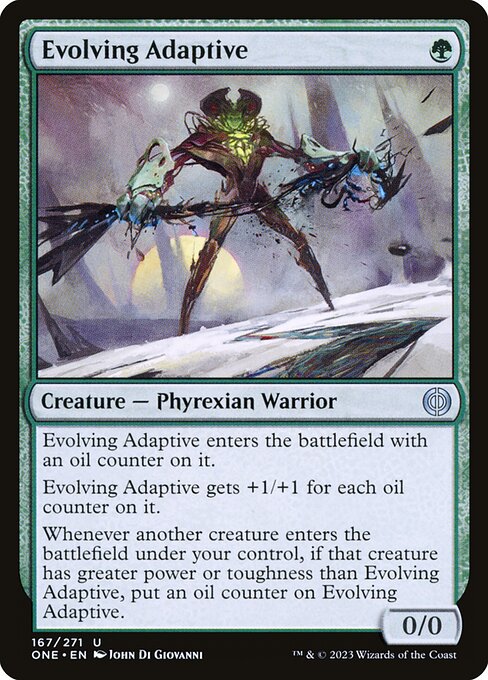 Evolving Adaptive
Creature — Phyrexian Warrior
Evolving Adaptive enters the battlefield with
an oil counter on it.
Evolving Adaptive gets +1/+1 for each oil
counter on it.
Whenever another creature enters the
battlefield under your control, if that creature
has greater power or toughness than Evolving
Adaptive, put an oil counter on Evolving
Adaptive.
0/0
167/271 U
ONE • EN John Di Giovanni
™ & © 2023 Wizards of the Coast